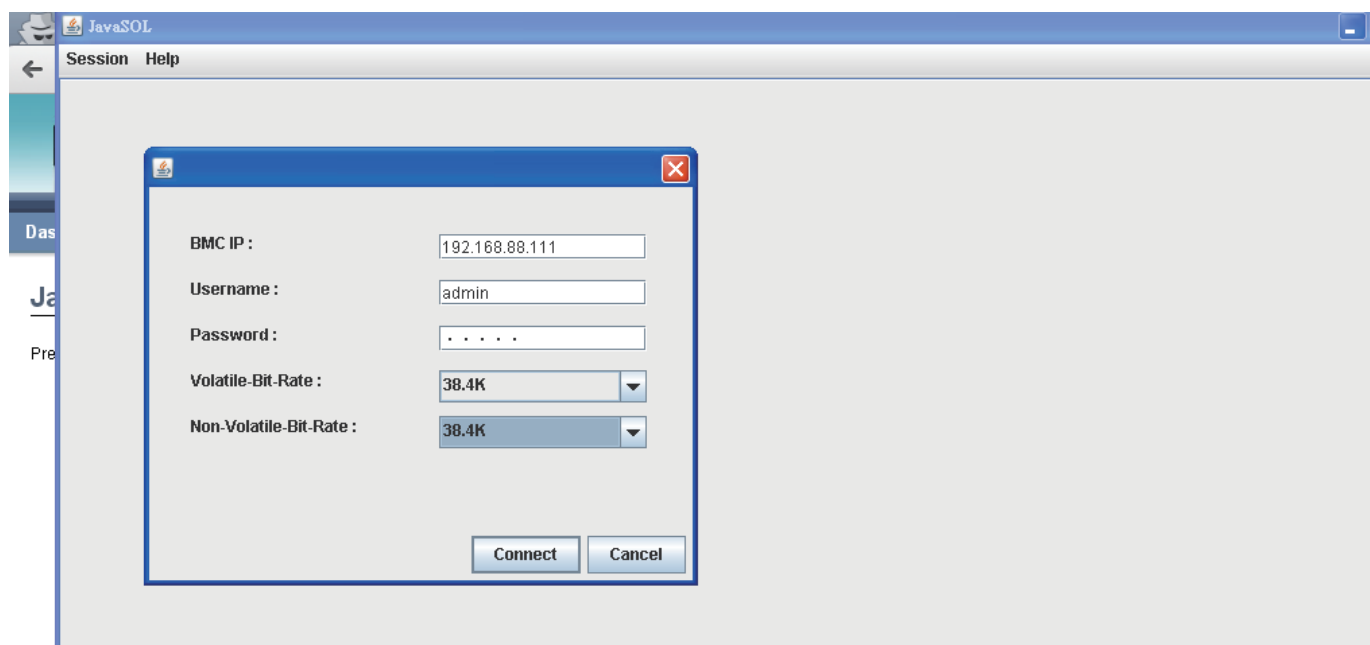 JavaSOL
Session Help
BMC IP :
192.168.88.111
Username :
admin
Password :
. . . . .
Volatile-Bit-Rate :
38.4K
Non-Volatile-Bit-Rate :
38.4K
Connect Cancel
Das
Ja
Pre